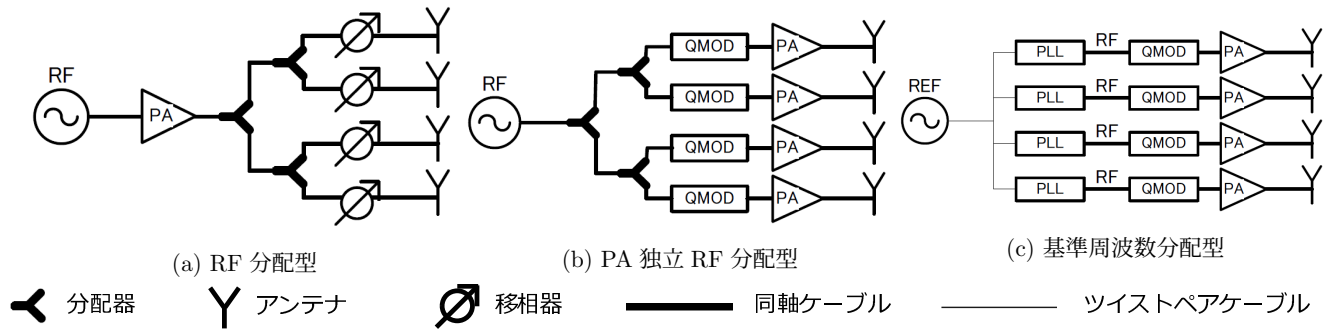 RF
PA
(a) RF 分配型
RF
QMOD PA
QMOD PA
QMOD PA
QMOD PA
(b) PA 独立 RF 分配型
REF
PLL RF QMOD PA
PLL RF QMOD PA
PLL RF QMOD PA
PLL RF QMOD PA
(c) 基準周波数分配型
分配器 アンテナ 移相器 同軸ケーブル ツイストペアケーブル